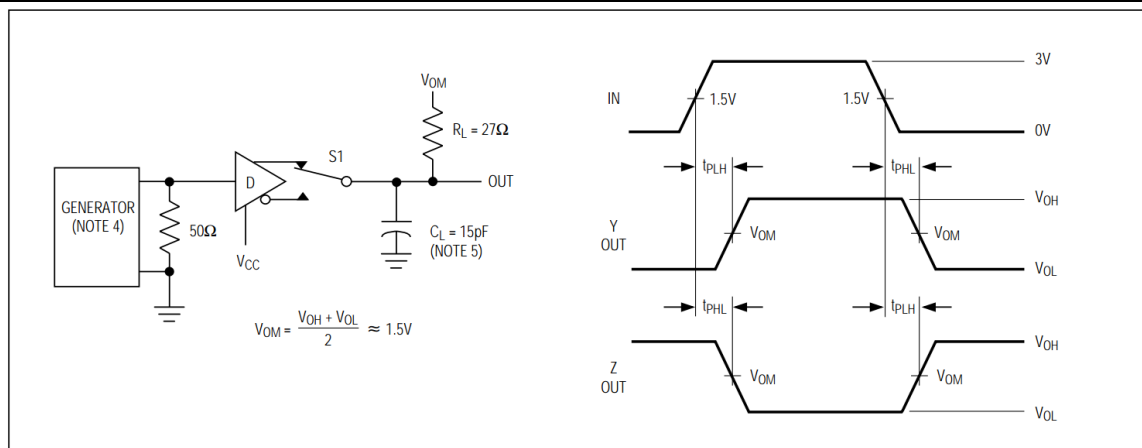 GENERATOR
(NOTE 4)
50Ω
D
VCC
S1
VOM
RL = 27Ω
OUT
CL = 15pF
(NOTE 5)
VOM = VOH + VOL
2
≈ 1.5V
IN
1.5V
1.5V
3V
0V
tPLH
tPHL
Y
OUT
VOM
VOM
VOH
VOL
tPHL
tPLH
Z
OUT
VOM
VOM
VOH
VOL